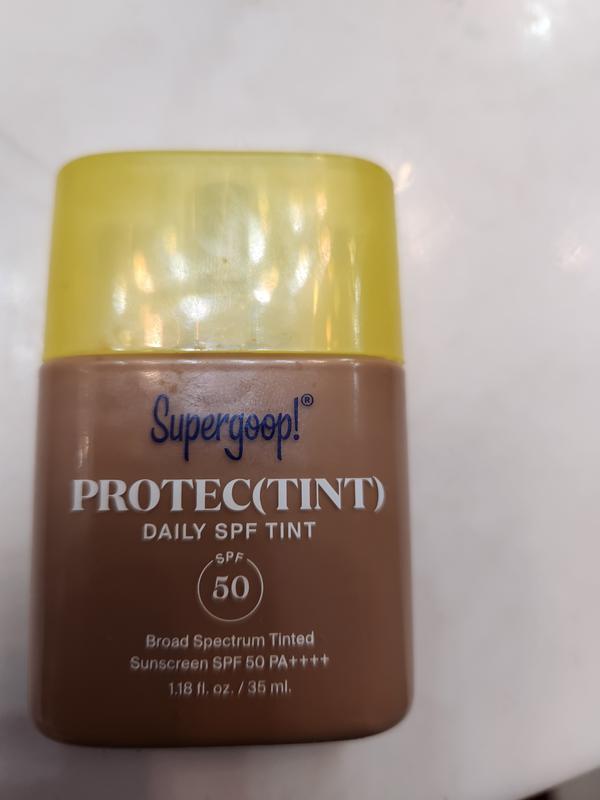 Supergoop!®
PROTEC(TINT)
DAILY SPF TINT
SPF
50
Broad Spectrum Tinted
Sunscreen SPF 50 PA++++
1.18 fl. oz. / 35 ml.